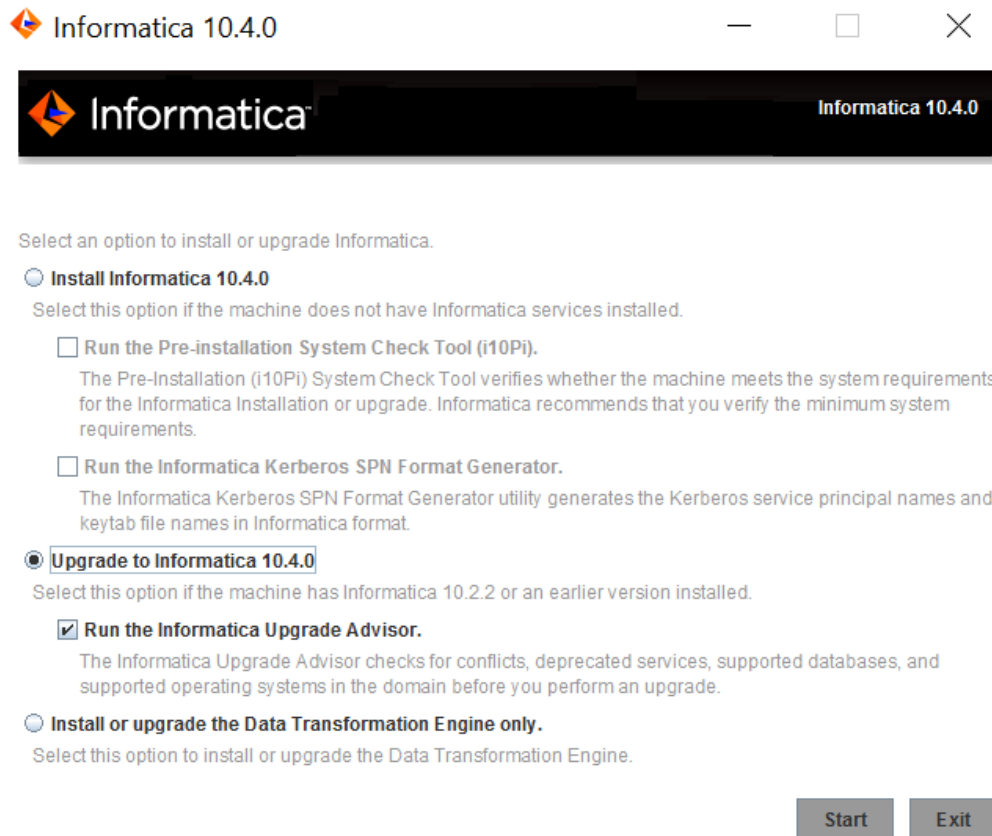 Informatica 10.4.0
Informatica
Informatica 10.4.0
Select an option to install or upgrade Informatica.
Install Informatica 10.4.0
Select this option if the machine does not have Informatica services installed.
Run the Pre-installation System Check Tool (i10Pi).
The Pre-Installation (i10Pi) System Check Tool verifies whether the machine meets the system requirements
for the Informatica Installation or upgrade. Informatica recommends that you verify the minimum system
requirements.
Run the Informatica Kerberos SPN Format Generator.
The Informatica Kerberos SPN Format Generator utility generates the Kerberos service principal names and
keytab file names in Informatica format.
Upgrade to Informatica 10.4.0
Select this option if the machine has Informatica 10.2.2 or an earlier version installed.
Run the Informatica Upgrade Advisor.
The Informatica Upgrade Advisor checks for conflicts, deprecated services, supported databases, and
supported operating systems in the domain before you perform an upgrade.
Install or upgrade the Data Transformation Engine only.
Select this option to install or upgrade the Data Transformation Engine.
Start Exit